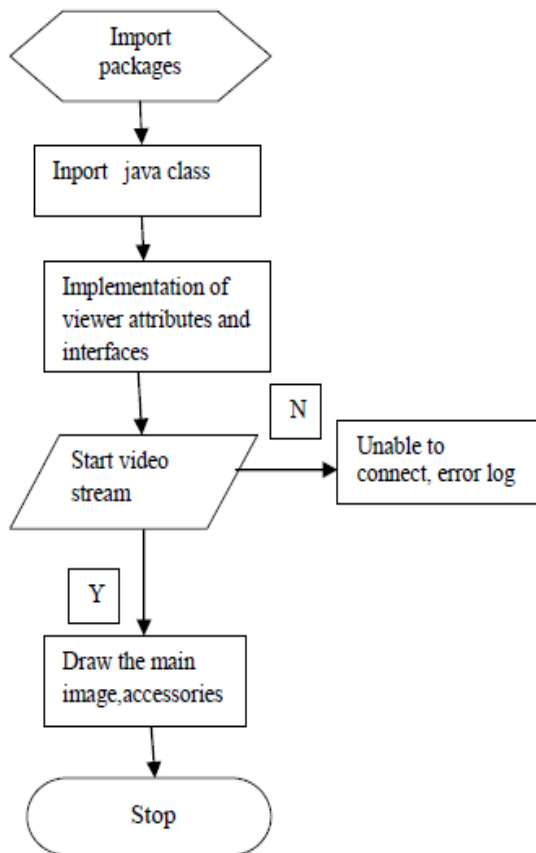 Import
packages
Inport java class
Implementation of
viewer attributes and
interfaces
N
Start video
stream
Unable to
connect, error log
Y
Draw the main
image,accessories
Stop